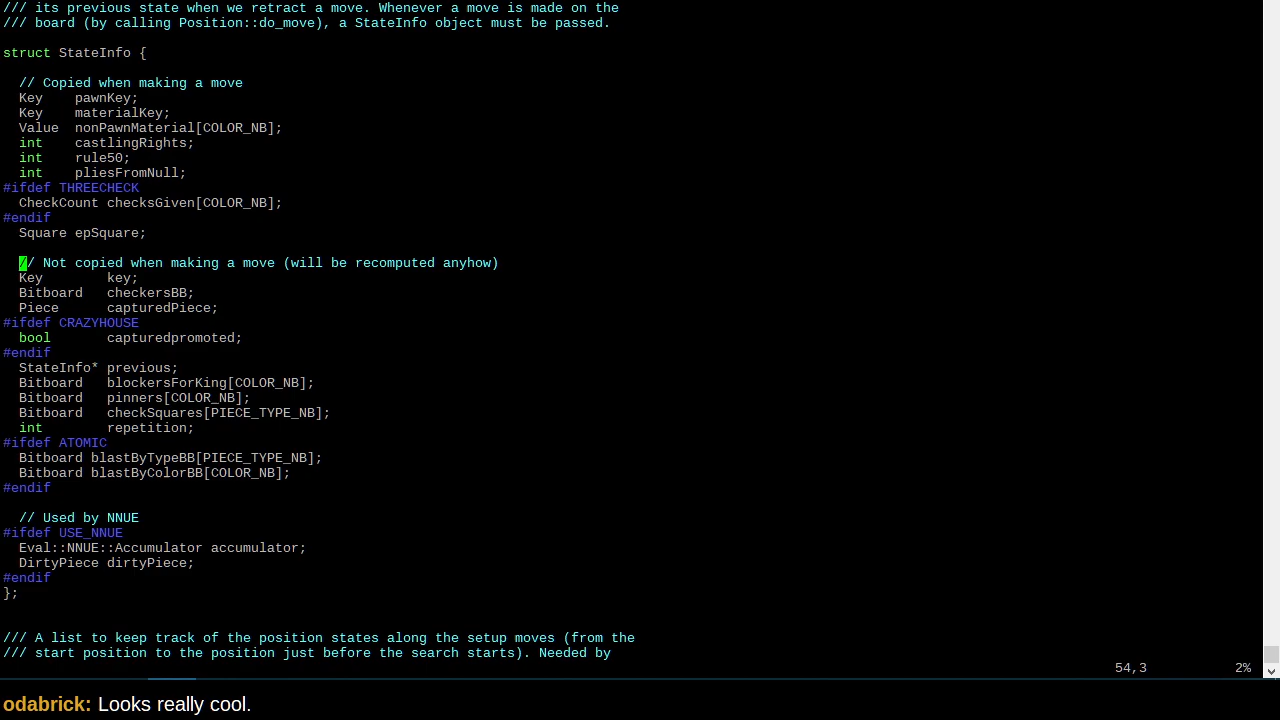 /// its previous state when we retract a move. Whenever a move is made on the
/// board (by calling Position::do_move), a StateInfo object must be passed.
struct StateInfo {
// Copied when making a move
Key    pawnKey;
Key    materialKey;
Value  nonPawnMaterial[COLOR_NB];
int    castlingRights;
int    rule50;
int    pliesFromNull;
#ifdef THREECHECK
CheckCount checksGiven[COLOR_NB];
#endif
Square epSquare;
// Not copied when making a move (will be recomputed anyhow)
Key        key;
Bitboard   checkersBB;
Piece      capturedPiece;
#ifdef CRAZYHOUSE
bool       capturedpromoted;
#endif
StateInfo* previous;
Bitboard   blockersForKing[COLOR_NB];
Bitboard   pinners[COLOR_NB];
Bitboard   checkSquares[PIECE_TYPE_NB];
int        repetition;
#ifdef ATOMIC
Bitboard blastByTypeBB[PIECE_TYPE_NB];
Bitboard blastByColorBB[COLOR_NB];
#endif
// Used by NNUE
#ifdef USE_NNUE
Eval::NNUE::Accumulator accumulator;
DirtyPiece dirtyPiece;
#endif
};
/// A list to keep track of the position states along the setup moves (from the
/// start position to the position just before the search starts). Needed by
54,3           2%
odabrick: Looks really cool.